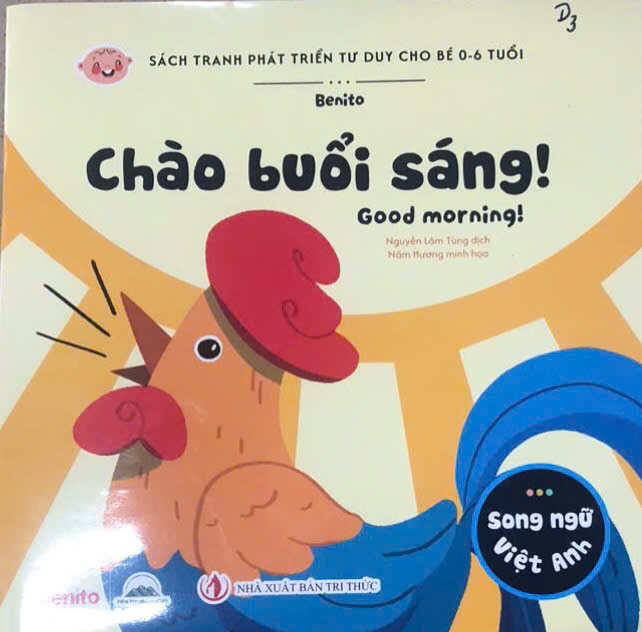 D3
SÁCH TRANH PHÁT TRIỂN TƯ DUY CHO BÉ 0-6 TUỔI
Benito
Chào buổi sáng!
Good morning!
Nguyễn Lâm Tùng dịch
Năm Hương minh họa
song ngữ
Việt Anh
enito
NHÀ XUẤT BẢN TRI THỨC